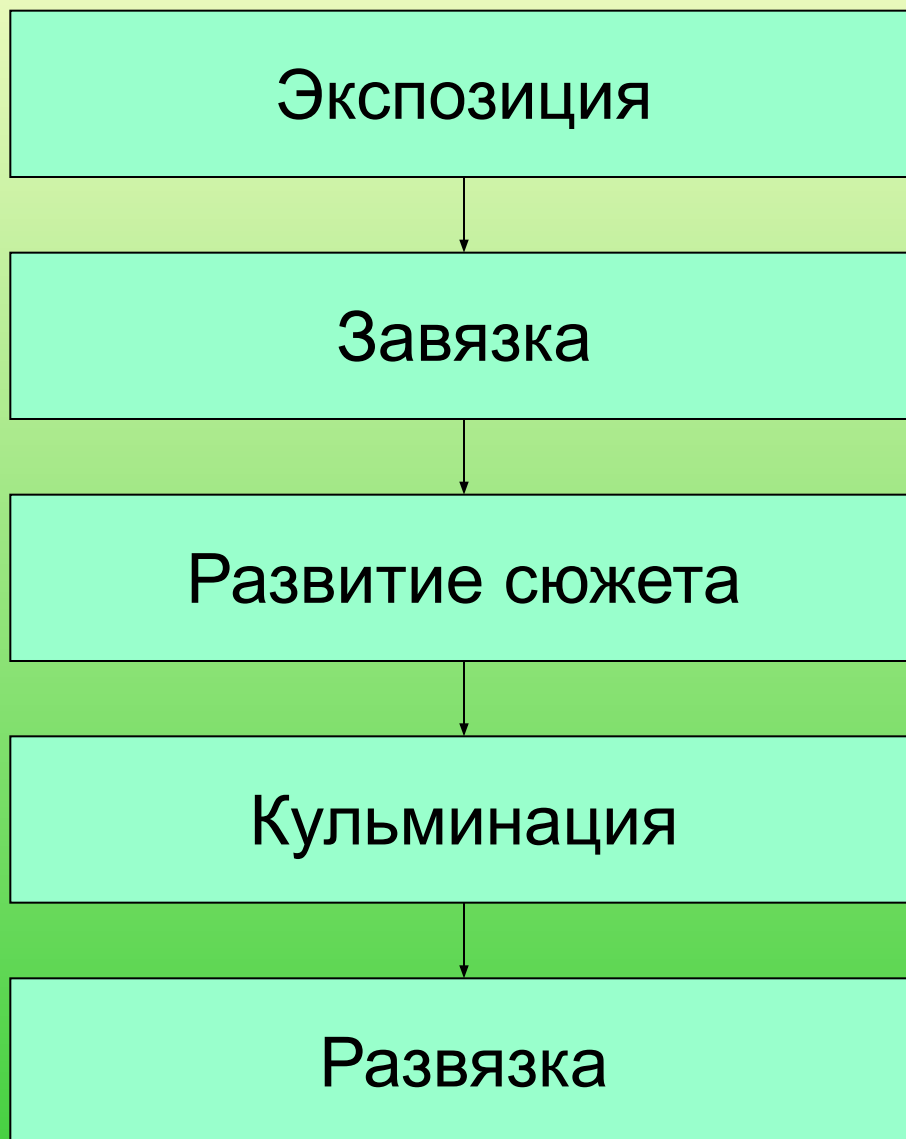 Экспозиция
Завязка
Развитие сюжета
Кульминация
Развязка